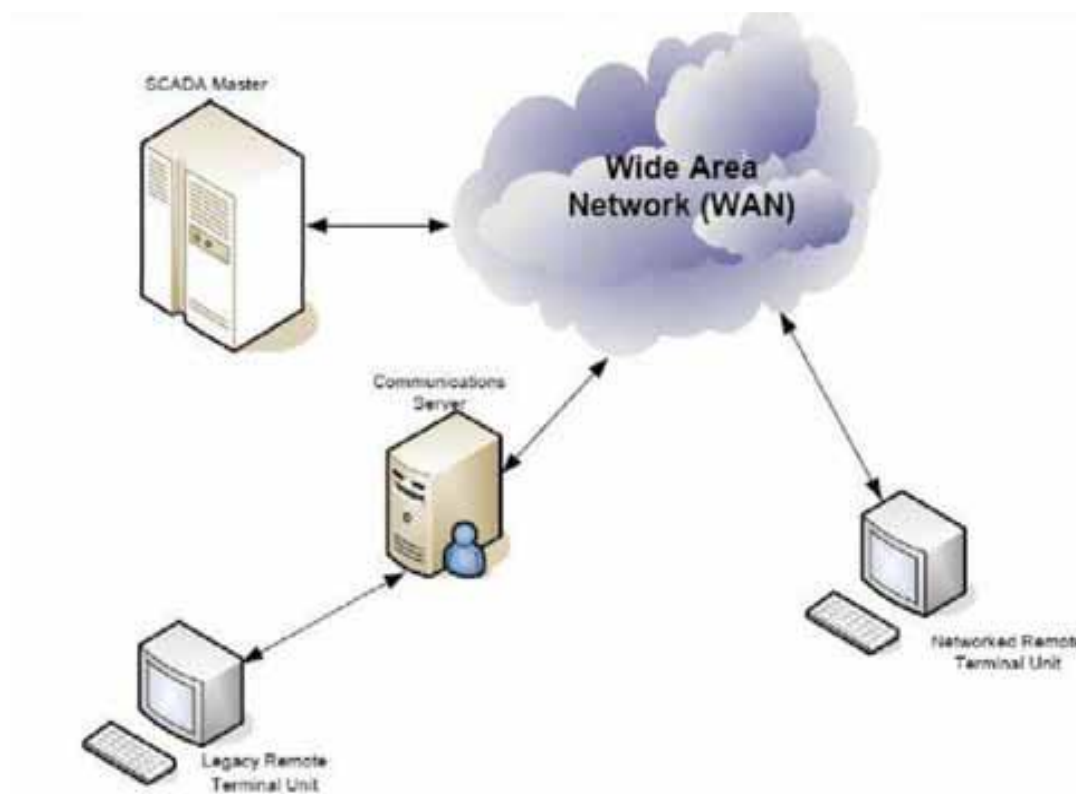 SCADA Master
Wide Area
Network (WAN)
Communications
Server
Networked Remote
Terminal Unit
Legacy Remote
Terminal Unit